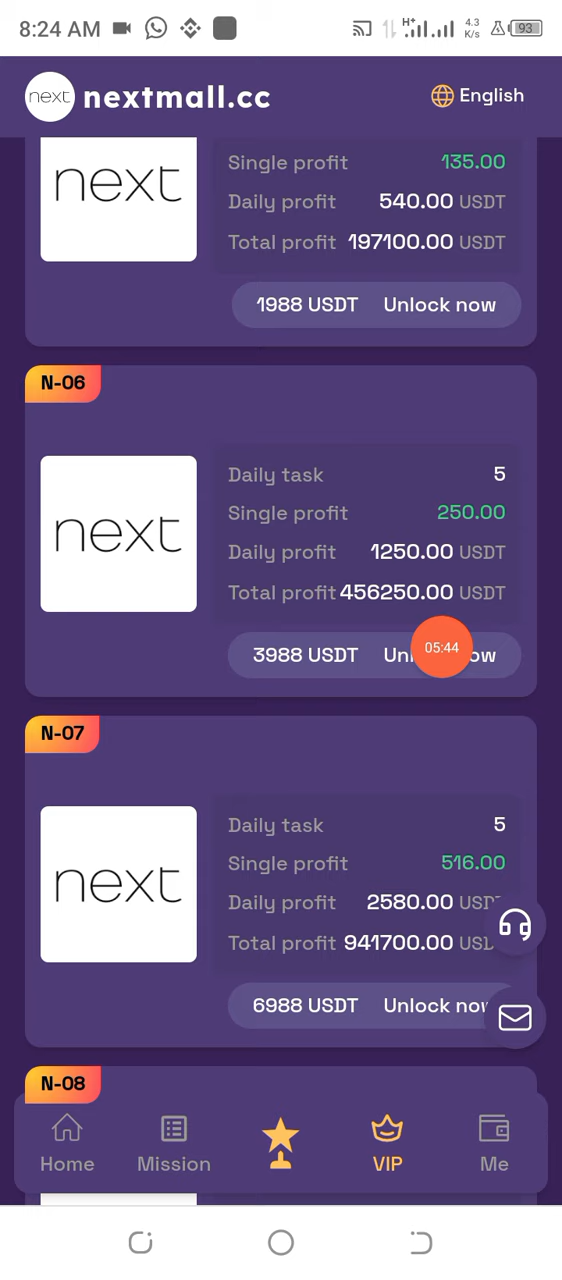 8:24 AM
H+
4.3
K/s
93
next nextmall.cc
English
next
Single profit 135.00
Daily profit 540.00 USDT
Total profit 197100.00 USDT
1988 USDT Unlock now
N-06
next
Daily task 5
Single profit 250.00
Daily profit 1250.00 USDT
Total profit 456250.00 USDT
3988 USDT
05:44
N-07
next
Daily task 5
Single profit 516.00
Daily profit 2580.00 USDT
Total profit 941700.00 USDT
6988 USDT Unlock now
N-08
Home
Mission
VIP
Me